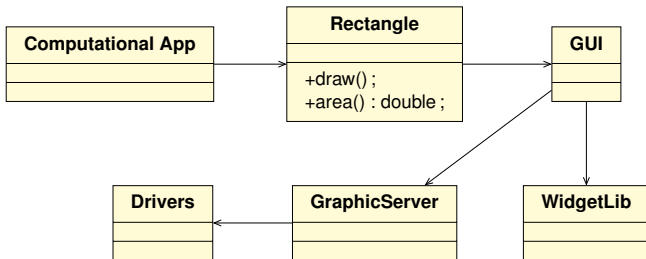 Computational App
Rectangle
+draw() ;
+area() : double ;
GUI
Drivers
GraphicServer
WidgetLib